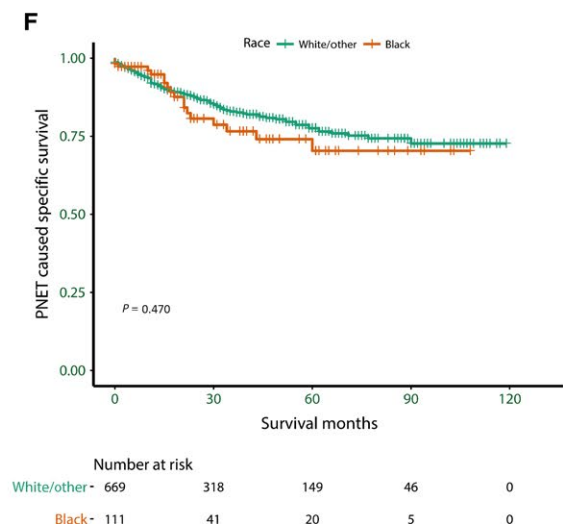 F
Race White/other Black
PNET caused specific survival
1.00
0.75
0.50
0.25
0.00
P = 0.470
0 30 60 90 120
Survival months
Number at risk
White/other 669 318 149 46 0
Black 111 41 20 5 0